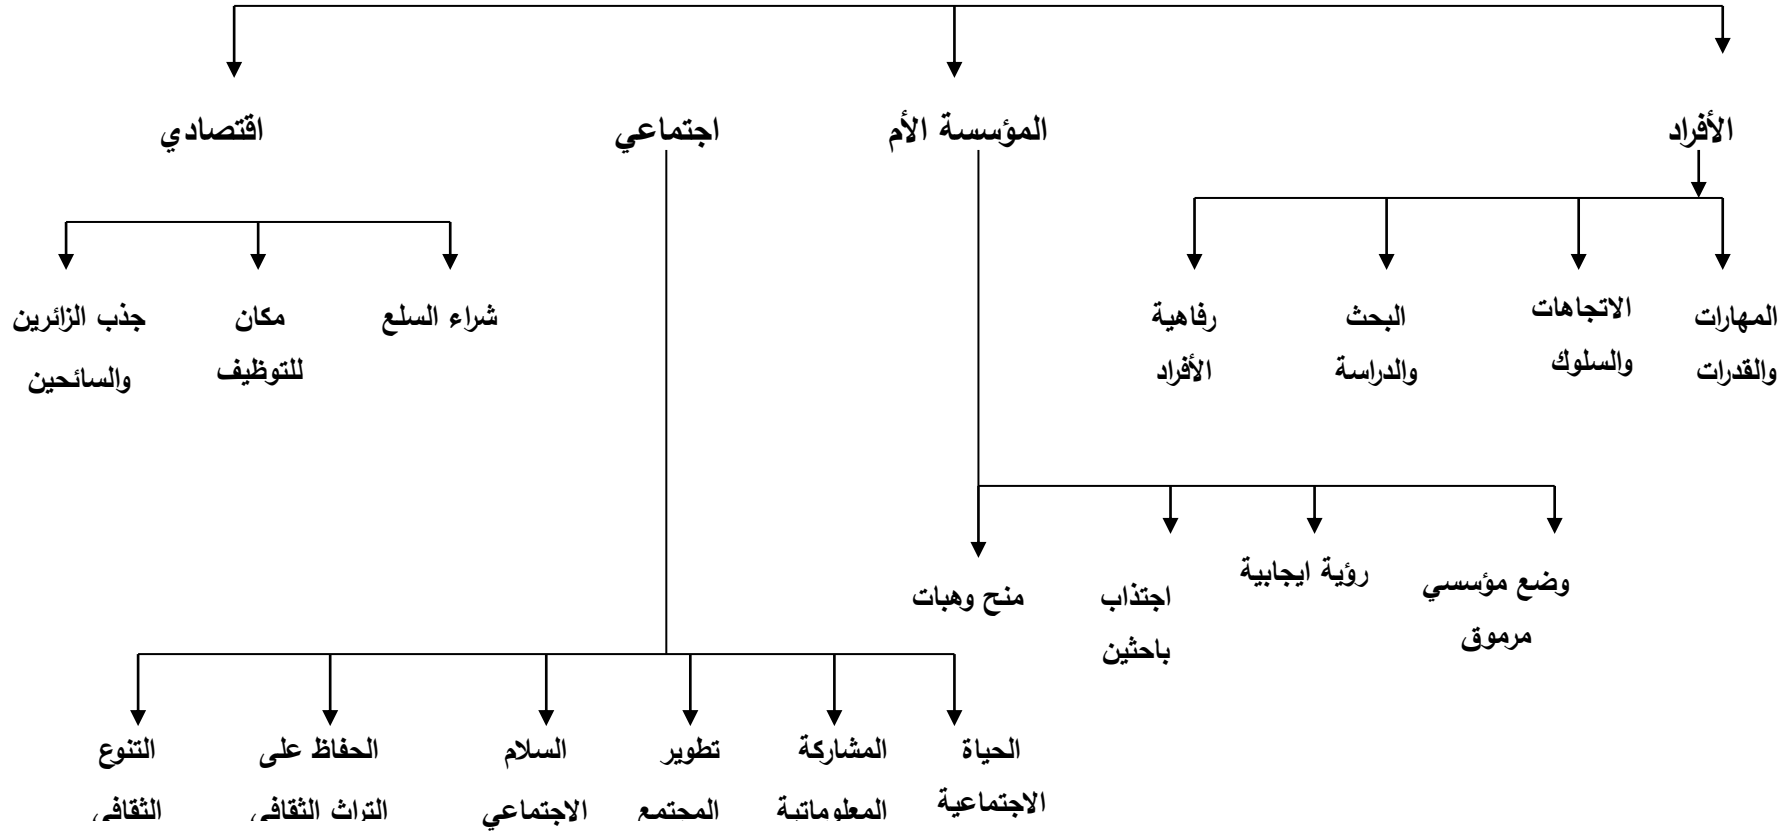 الأفراد
المؤسسة الأم
اجتماعي
اقتصادي
المهارات
والقدرات
الاتجاهات
والسلوك
البحث
والدراسة
رفاهية
الأفراد
شراء السلع
مكان
للتوظيف
جذب الزائرين
والسائحين
وضع مؤسسي
مرموق
رؤية ايجابية
اجتذاب
باحثين
منح وهبات
الحياة
الاجتماعية
المشاركة
المعلوماتية
تطوير
المجتمع
السلام
الاجتماعي
الحفاظ على
التراث الثقافي
التنوع
الثقافي